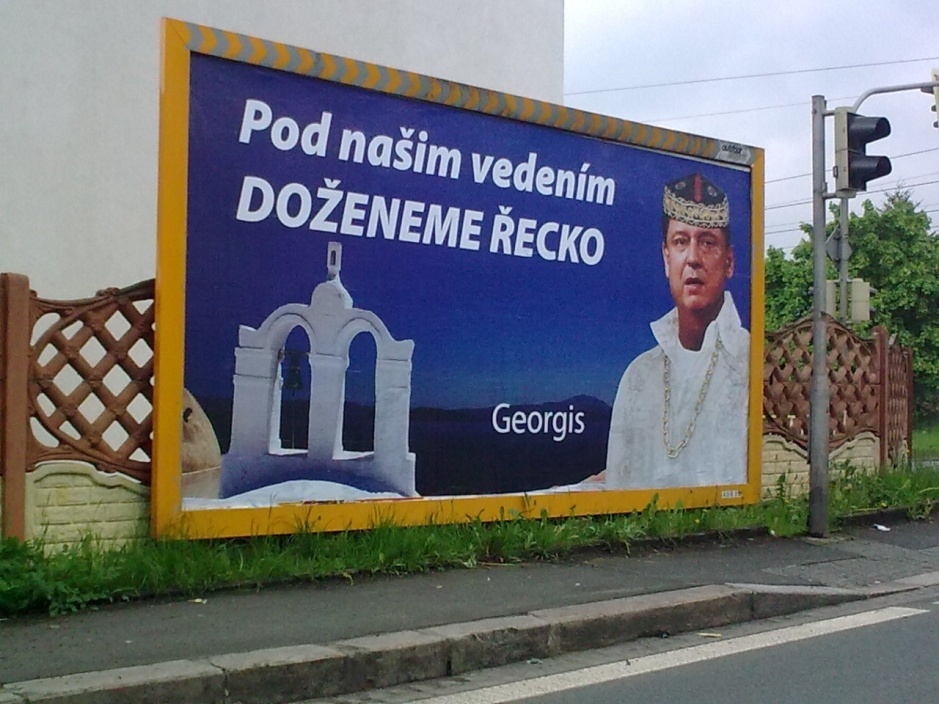 Pod našim vedením
DOŽENEME ŘECKO
Georgis